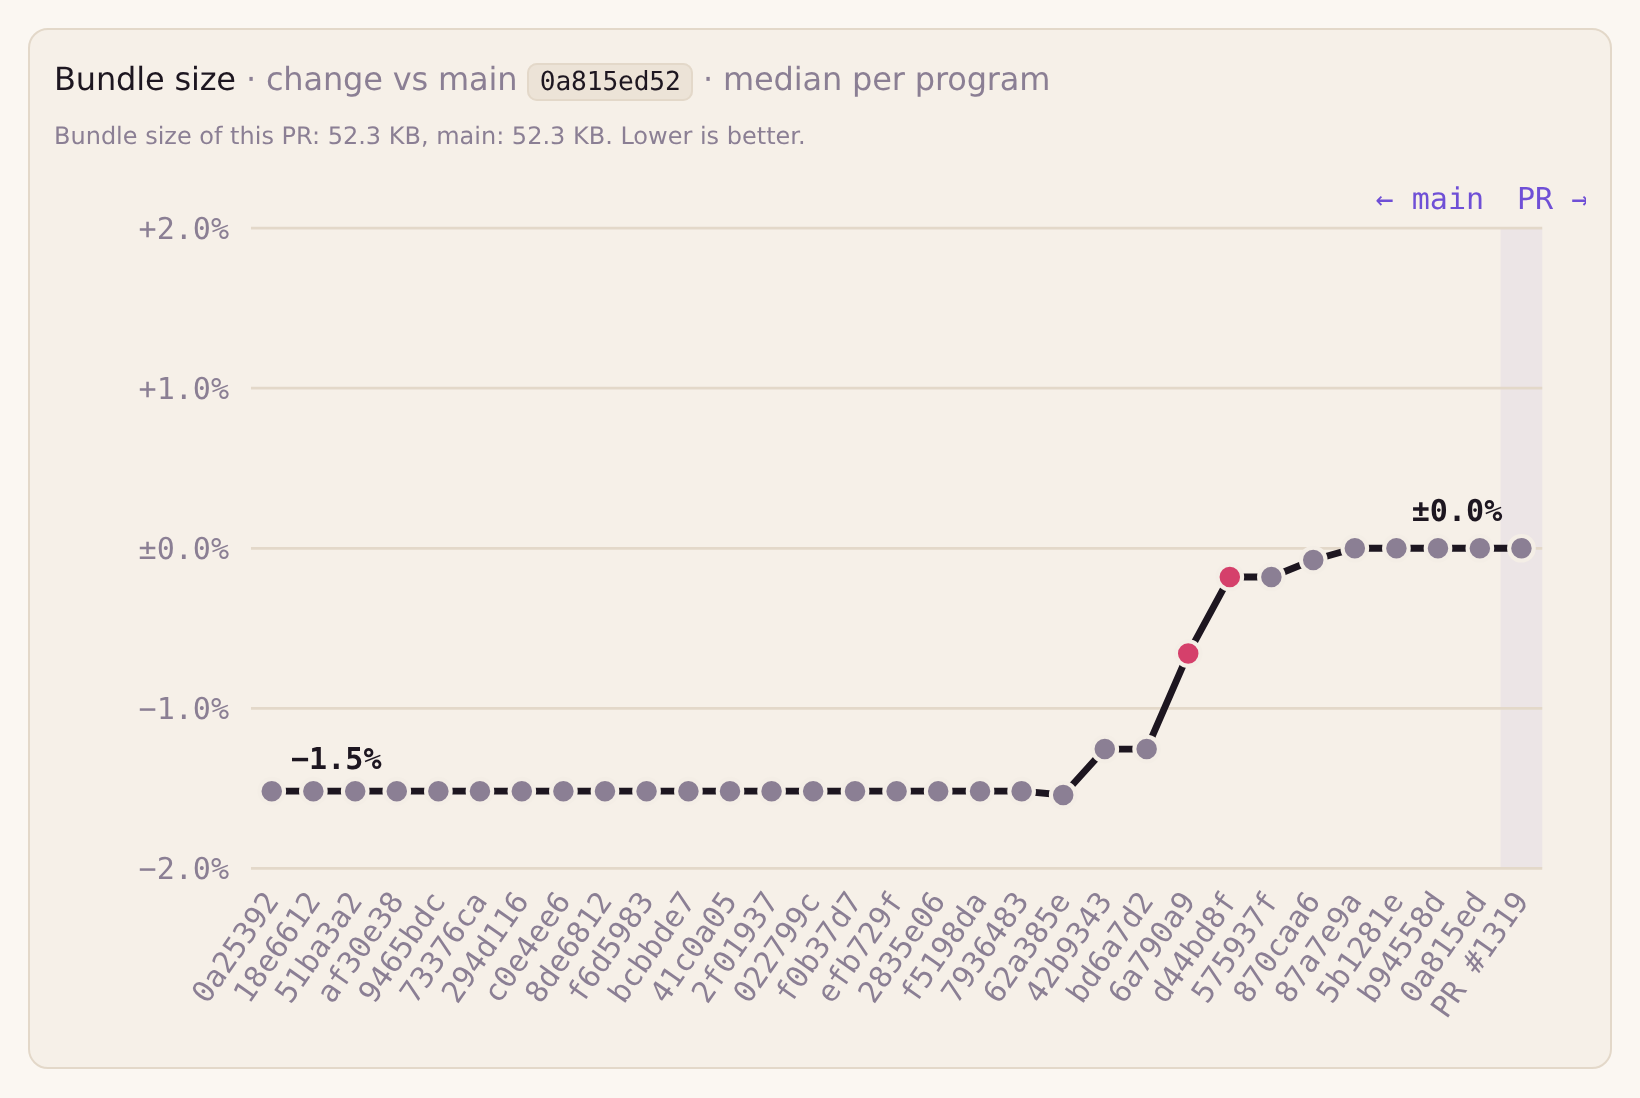 Bundle size · change vs main 0a815ed52 · median per program
Bundle size of this PR: 52.3 KB, main: 52.3 KB. Lower is better.
← main PR →
+2.0%
+1.0%
±0.0%
±0.0%
−1.0%
−1.5%
−2.0%
0a25392
18e6612
51ba3a2
af30e38
9465bdc
73376ca
294d116
c0e4ee6
8de6812
f6d5983
bcbbde7
41c0a05
2f01937
022799c
f0b37d7
efb729f
2835e06
f5198da
7936483
62a385e
42b9343
bd6a7d2
6a790a9
d44bd8f
575937f
870caa6
87a7e9a
5b1281e
b94558d
0a815ed
PR #1319